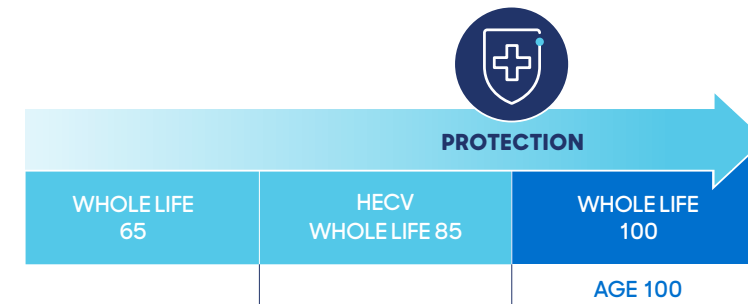 PROTECTION
WHOLE LIFE
65
HECV
WHOLE LIFE 85
WHOLE LIFE
100
AGE 100